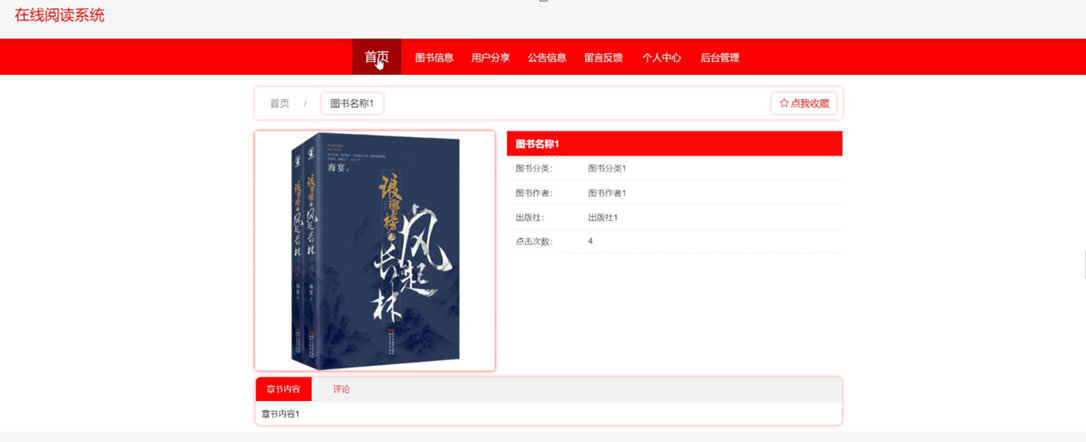 在线阅读系统
首页 图书信息 用户分享 公告信息 留言反馈 个人中心 后台管理
首页 / 图书名称1 ☆ 点我收藏
海宴
琅琊榜之
风起长林
图书名称1
图书分类： 图书分类1
图书作者： 图书作者1
出版社： 出版社1
点击次数： 4
章节内容 评论
章节内容1